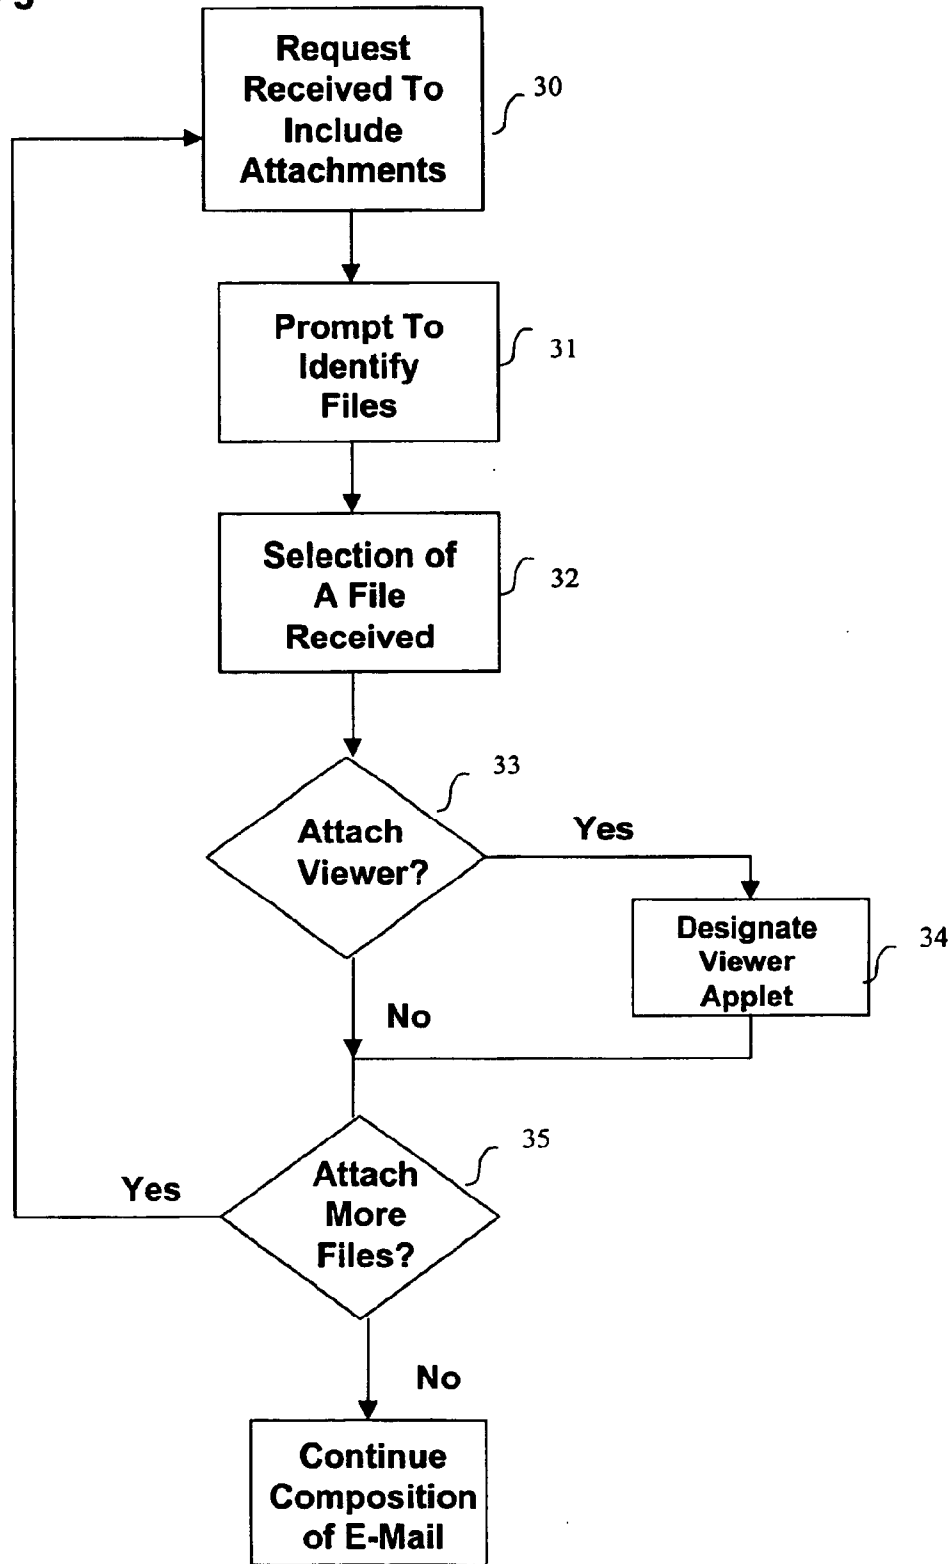 Request
Received To
Include
Attachments
30
Prompt To
Identify
Files
31
Selection of
A File
Received
32
33
Attach
Viewer?
Yes
Designate
Viewer
Applet
34
No
35
Attach
More
Files?
Yes
No
Continue
Composition
of E-Mail